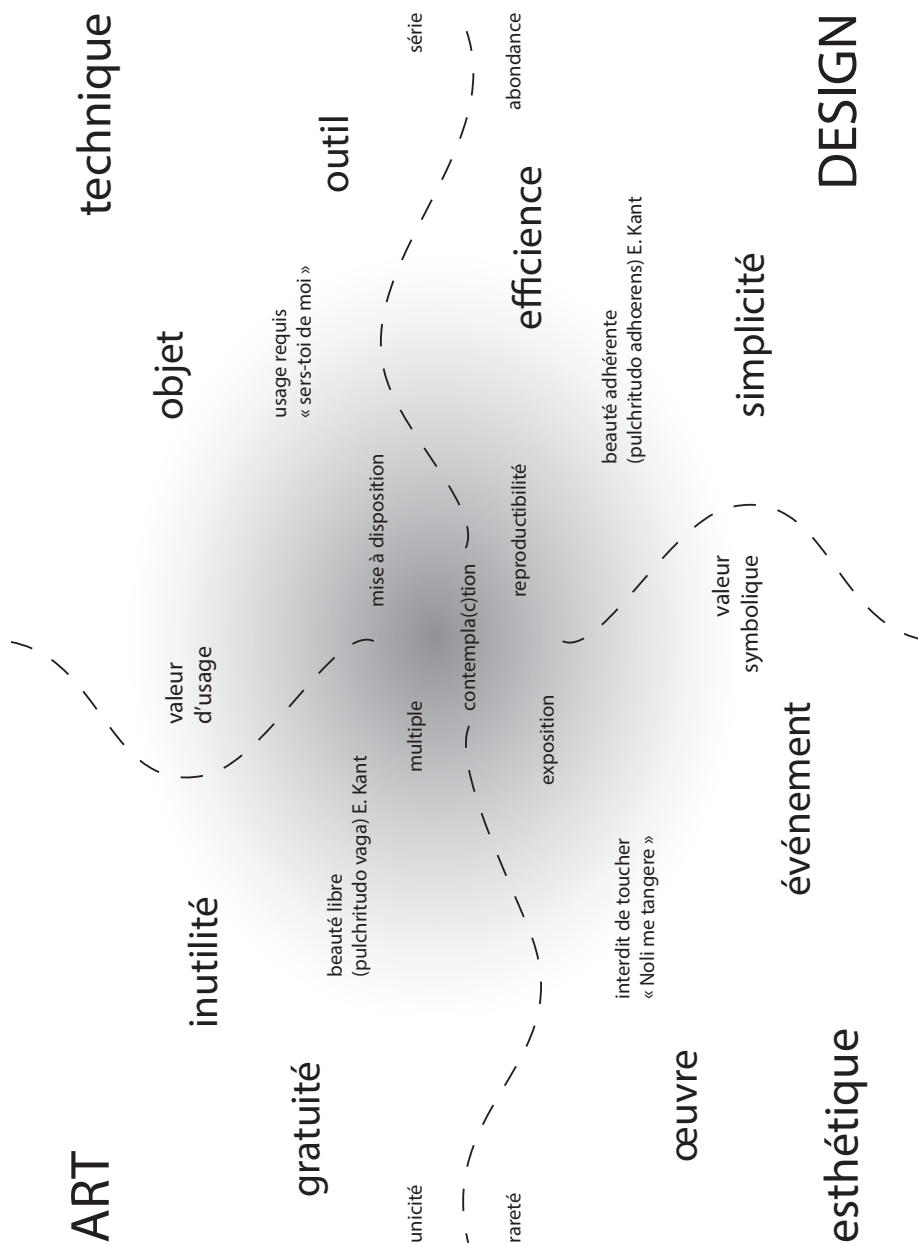 ART
technique
objet
valeur
d’usage
inutilité
usage requis
« sers-toi de moi »
gratuité
outil
beauté libre
(pulchritudo vaga) E. Kant
mise à disposition
unicité
multiple
série
contempla(c)tion
rareté
reproductibilité
abondance
efficience
exposition
interdit de toucher
« Noli me tangere »
beauté adhérente
(pulchritudo adhœrens) E. Kant
œuvre
valeur
symbolique
simplicité
événement
esthétique
DESIGN